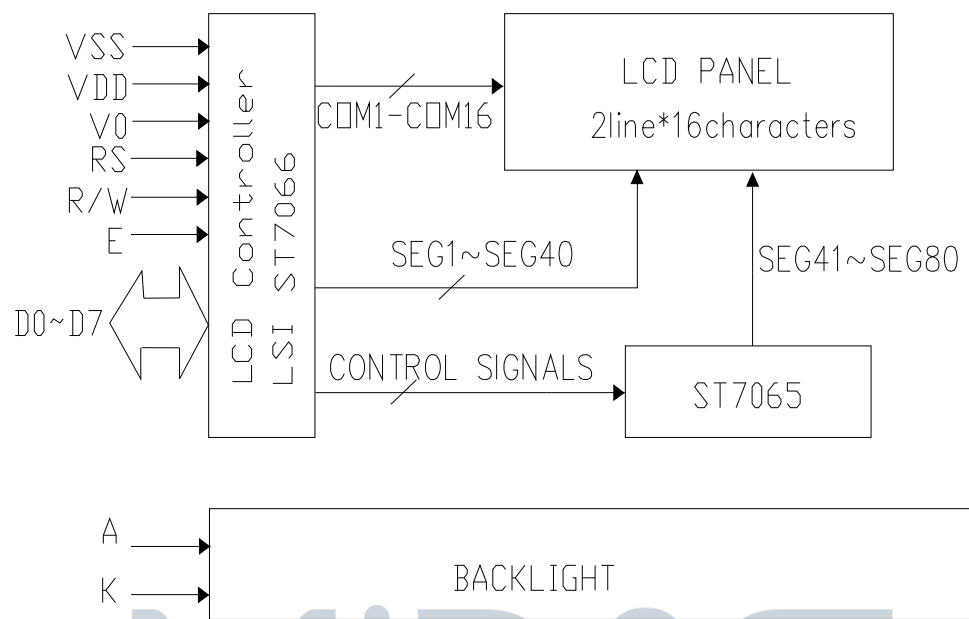 VSS
VDD
V0
RS
R/W
E
D0~D7
LCD Controller
LSI ST7066
COM1-COM16
LCD PANEL
2line*16characters
SEG1~SEG40
SEG41~SEG80
CONTROL SIGNALS
ST7065
A
K
BACKLIGHT